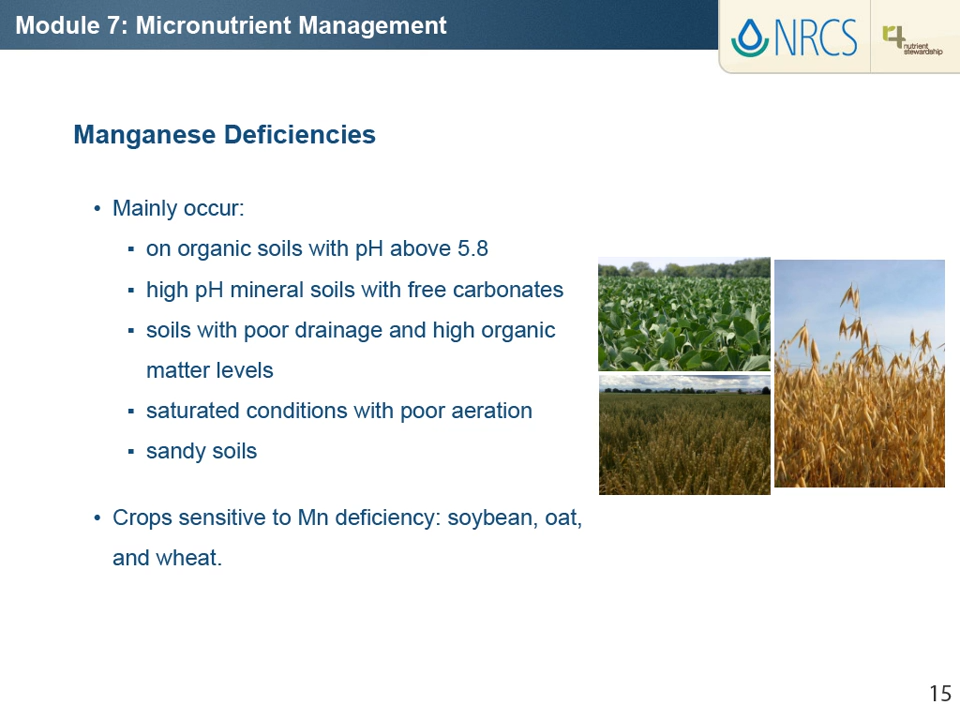 Module 7: Micronutrient Management
NRCS
r4 nutrient
stewardship
Manganese Deficiencies
• Mainly occur:
▪ on organic soils with pH above 5.8
▪ high pH mineral soils with free carbonates
▪ soils with poor drainage and high organic
matter levels
▪ saturated conditions with poor aeration
▪ sandy soils
• Crops sensitive to Mn deficiency: soybean, oat,
and wheat.
15